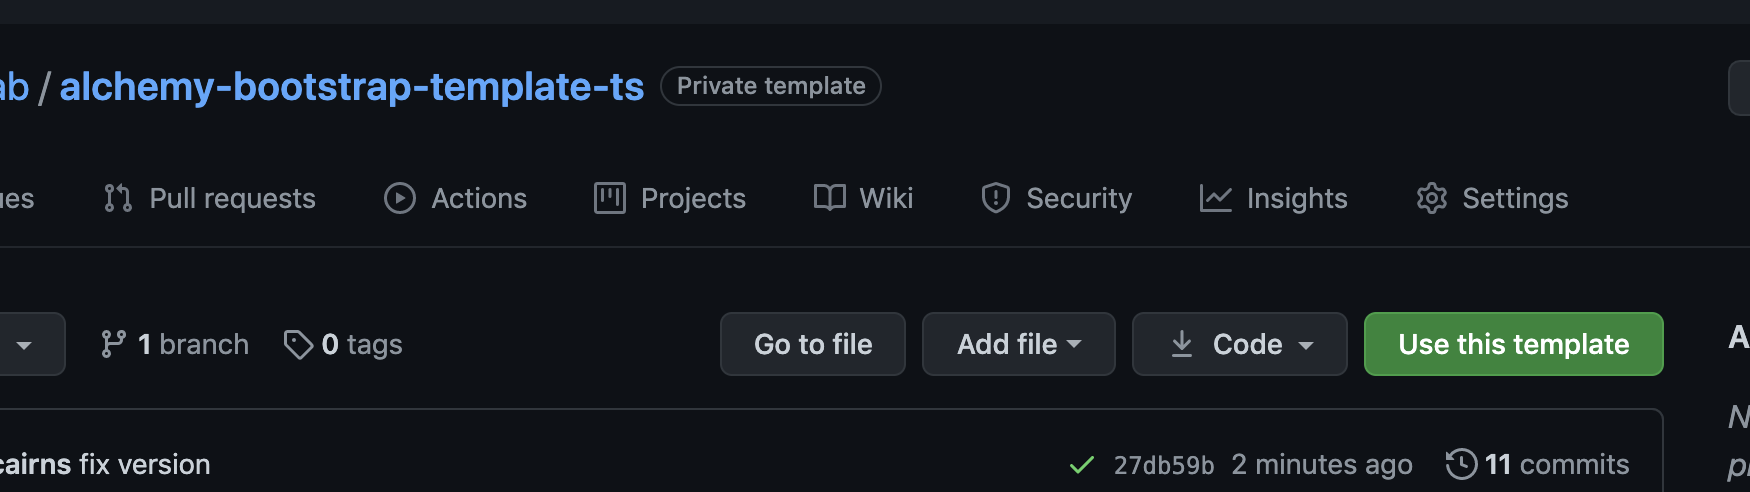 ab / alchemy-bootstrap-template-ts Private template
ues Pull requests Actions Projects Wiki Security Insights Settings
1 branch 0 tags Go to file Add file Code Use this template
A
N
cairns fix version 27db59b 2 minutes ago 11 commits
p